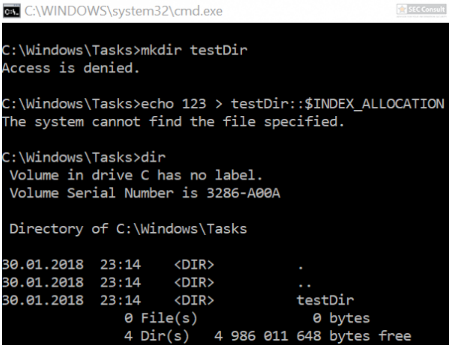 C:\WINDOWS\system32\cmd.exe
SEC Consult
C:\Windows\Tasks>mkdir testDir
Access is denied.
C:\Windows\Tasks>echo 123 > testDir::$INDEX_ALLOCATION
The system cannot find the file specified.
C:\Windows\Tasks>dir
Volume in drive C has no label.
Volume Serial Number is 3286-A00A
Directory of C:\Windows\Tasks
30.01.2018 23:14 <DIR> .
30.01.2018 23:14 <DIR> ..
30.01.2018 23:14 <DIR> testDir
0 File(s) 0 bytes
4 Dir(s) 4 986 011 648 bytes free